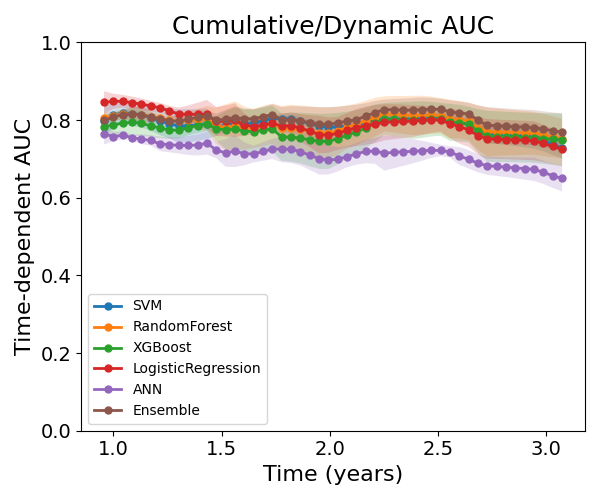 Cumulative/Dynamic AUC
Time-dependent AUC
1.0
0.8
0.6
0.4
0.2
0.0
SVM
RandomForest
XGBoost
LogisticRegression
ANN
Ensemble
1.0 1.5 2.0 2.5 3.0
Time (years)